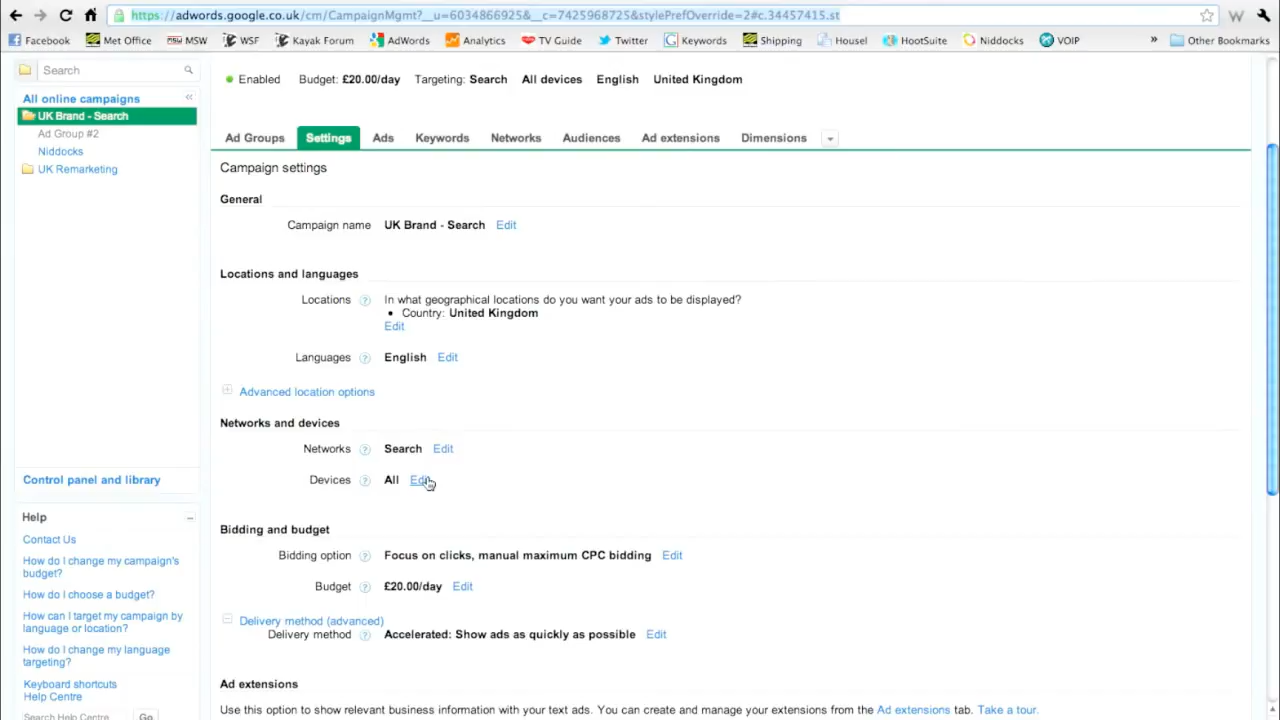 https://adwords.google.co.uk/cm/CampaignMgmt?__u=6034866925&__c=7425968725&stylePrefOverride=2#c.34457415.st
Facebook Met Office MSW WSF Kayak Forum AdWords Analytics TV Guide Twitter Keywords Shipping Housel HootSuite Niddocks VOIP » Other Bookmarks
Search
Enabled Budget: £20.00/day Targeting: Search All devices English United Kingdom
All online campaigns «
UK Brand - Search
Ad Group #2
Niddocks
UK Remarketing
Ad Groups Settings Ads Keywords Networks Audiences Ad extensions Dimensions
Campaign settings
General
Campaign name UK Brand - Search Edit
Locations and languages
Locations ? In what geographical locations do you want your ads to be displayed?
• Country: United Kingdom
Edit
Languages ? English Edit
Advanced location options
Networks and devices
Networks ? Search Edit
Devices ? All Edit
Bidding and budget
Bidding option ? Focus on clicks, manual maximum CPC bidding Edit
Budget ? £20.00/day Edit
Delivery method (advanced)
Delivery method ? Accelerated: Show ads as quickly as possible Edit
Ad extensions
Use this option to show relevant business information with your text ads. You can create and manage your extensions from the Ad extensions tab. Take a tour.
Control panel and library
Help
Contact Us
How do I change my campaign's
budget?
How do I choose a budget?
How can I target my campaign by
language or location?
How do I change my language
targeting?
Keyboard shortcuts
Help Centre
Search Help Centre Go